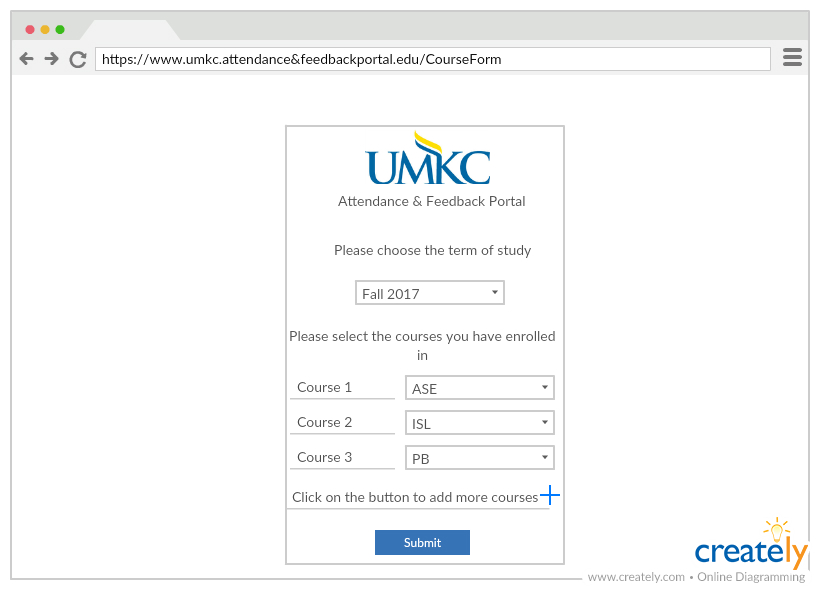 https://www.umkc.attendance&feedbackportal.edu/CourseForm
UMKC
Attendance & Feedback Portal
Please choose the term of study
Fall 2017
Please select the courses you have enrolled
in
Course 1 ASE
Course 2 ISL
Course 3 PB
Click on the button to add more courses
Submit
creately
www.creately.com • Online Diagramming